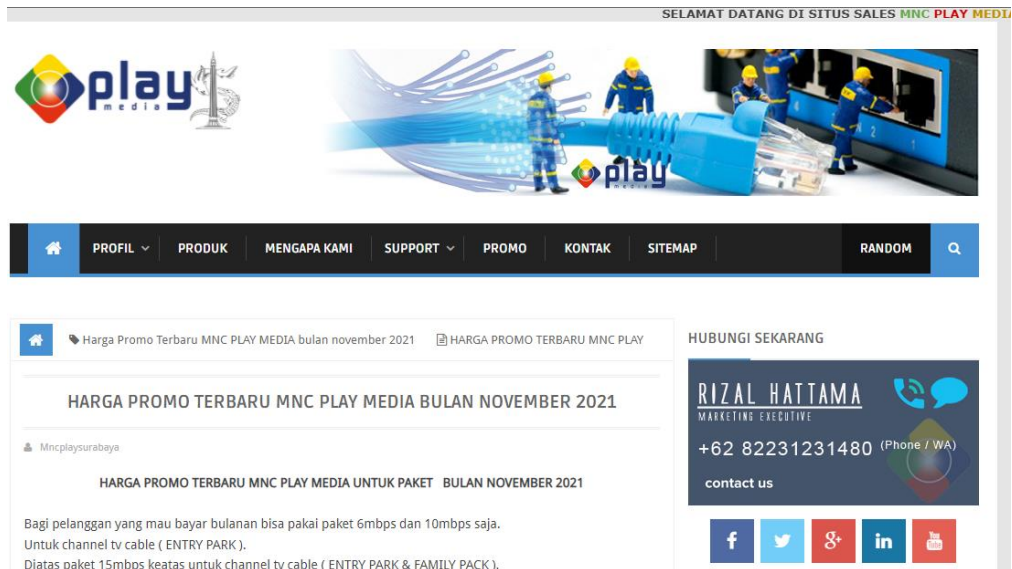 SELAMAT DATANG DI SITUS SALES MNC PLAY MEDIA
play
media
play
media
PROFIL
PRODUK
MENGAPA KAMI
SUPPORT
PROMO
KONTAK
SITEMAP
RANDOM
Harga Promo Terbaru MNC PLAY MEDIA bulan november 2021
HARGA PROMO TERBARU MNC PLAY
HARGA PROMO TERBARU MNC PLAY MEDIA BULAN NOVEMBER 2021
Mncplaysurabaya
HARGA PROMO TERBARU MNC PLAY MEDIA UNTUK PAKET BULAN NOVEMBER 2021
Bagi pelanggan yang mau bayar bulanan bisa pakai paket 6mbps dan 10mbps saja.
Untuk channel tv cable ( ENTRY PARK ).
Diatas paket 15mbps keatas untuk channel tv cable ( ENTRY PARK & FAMILY PACK ).
HUBUNGI SEKARANG
RIZAL HATTAMA
MARKETING EXECUTIVE
+62 82231231480 (Phone / WA)
contact us
f
g+
in
You Tube